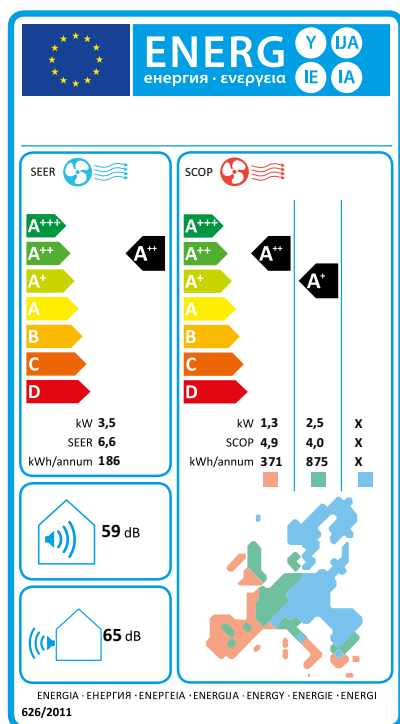 ENERG Y IJA
енергия · ενεργεια IE IA
SEER
A+++
A++
A+
A
B
C
D
A++
kW 3,5
SEER 6,6
kWh/annum 186
SCOP
A+++
A++
A+
A
B
C
D
A++
A+
kW 1,3 2,5 X
SCOP 4,9 4,0 X
kWh/annum 371 875 X
59 dB
65 dB
ENERGIA · ЕНЕРГИЯ · ΕΝΕΡΓΕΙΑ · ENERGIJA · ENERGY · ENERGIE · ENERGI
626/2011